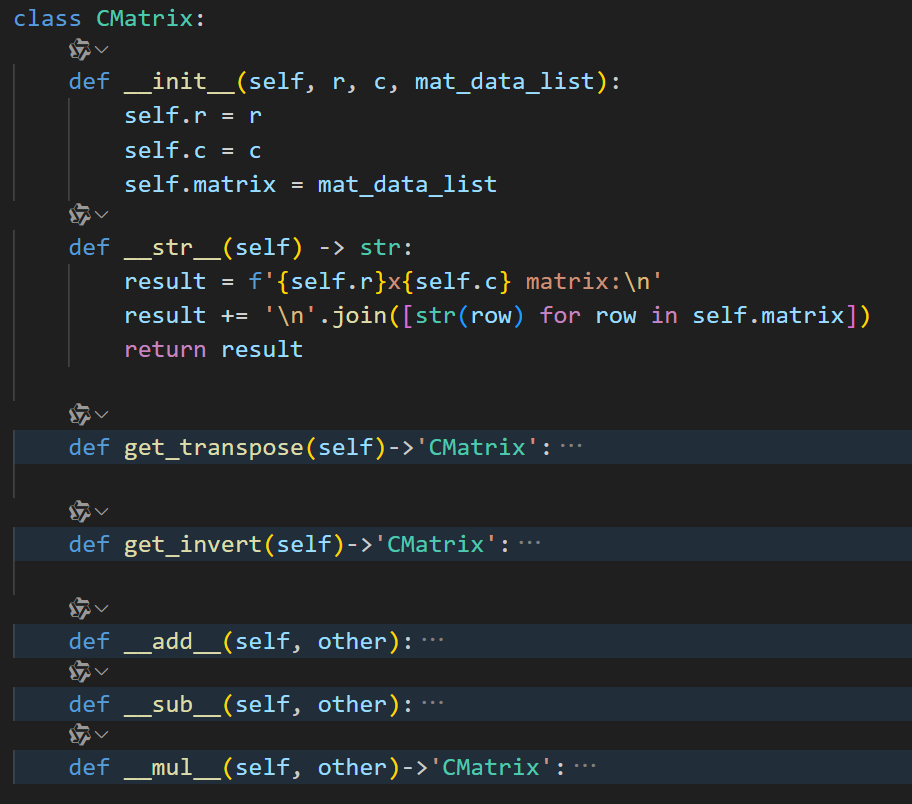 class CMatrix:
    def __init__(self, r, c, mat_data_list):
        self.r = r
        self.c = c
        self.matrix = mat_data_list
    def __str__(self) -> str:
        result = f'{self.r}x{self.c} matrix:\n'
        result += '\n'.join([str(row) for row in self.matrix])
        return result
    def get_transpose(self)->'CMatrix': ···
    def get_invert(self)->'CMatrix': ···
    def __add__(self, other): ···
    def __sub__(self, other): ···
    def __mul__(self, other)->'CMatrix': ···